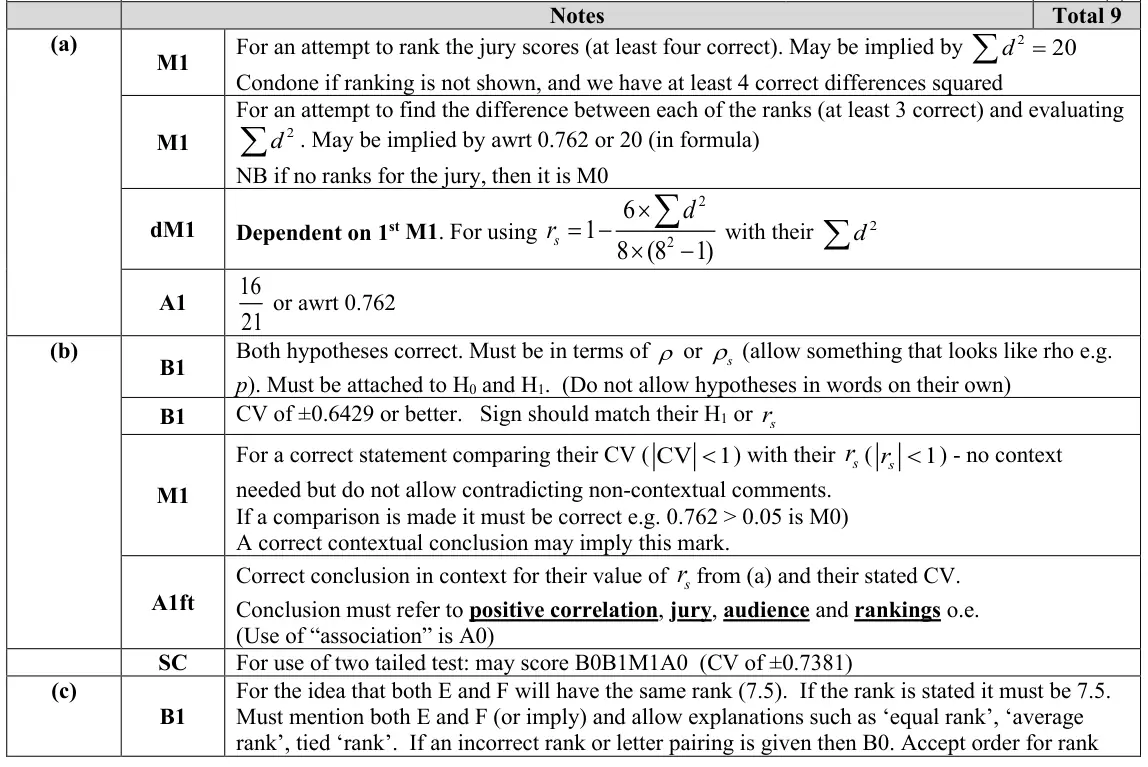 Notes Total 9
(a) M1 For an attempt to rank the jury scores (at least four correct). May be implied by ∑d² = 20
Condone if ranking is not shown, and we have at least 4 correct differences squared
M1 For an attempt to find the difference between each of the ranks (at least 3 correct) and evaluating
∑d² . May be implied by awrt 0.762 or 20 (in formula)
NB if no ranks for the jury, then it is M0
dM1 Dependent on 1st M1. For using r_s = 1 − (6 × ∑d²) / (8 × (8² − 1)) with their ∑d²
A1 16/21 or awrt 0.762
(b) B1 Both hypotheses correct. Must be in terms of ρ or ρ_s (allow something that looks like rho e.g.
p). Must be attached to H₀ and H₁. (Do not allow hypotheses in words on their own)
B1 CV of ±0.6429 or better. Sign should match their H₁ or r_s
M1 For a correct statement comparing their CV ( |CV| < 1 ) with their r_s ( |r_s| < 1 ) - no context
needed but do not allow contradicting non-contextual comments.
If a comparison is made it must be correct e.g. 0.762 > 0.05 is M0)
A correct contextual conclusion may imply this mark.
A1ft Correct conclusion in context for their value of r_s from (a) and their stated CV.
Conclusion must refer to positive correlation, jury, audience and rankings o.e.
(Use of “association” is A0)
SC For use of two tailed test: may score B0B1M1A0 (CV of ±0.7381)
(c) B1 For the idea that both E and F will have the same rank (7.5). If the rank is stated it must be 7.5.
Must mention both E and F (or imply) and allow explanations such as ‘equal rank’, ‘average
rank’, tied ‘rank’. If an incorrect rank or letter pairing is given then B0. Accept order for rank